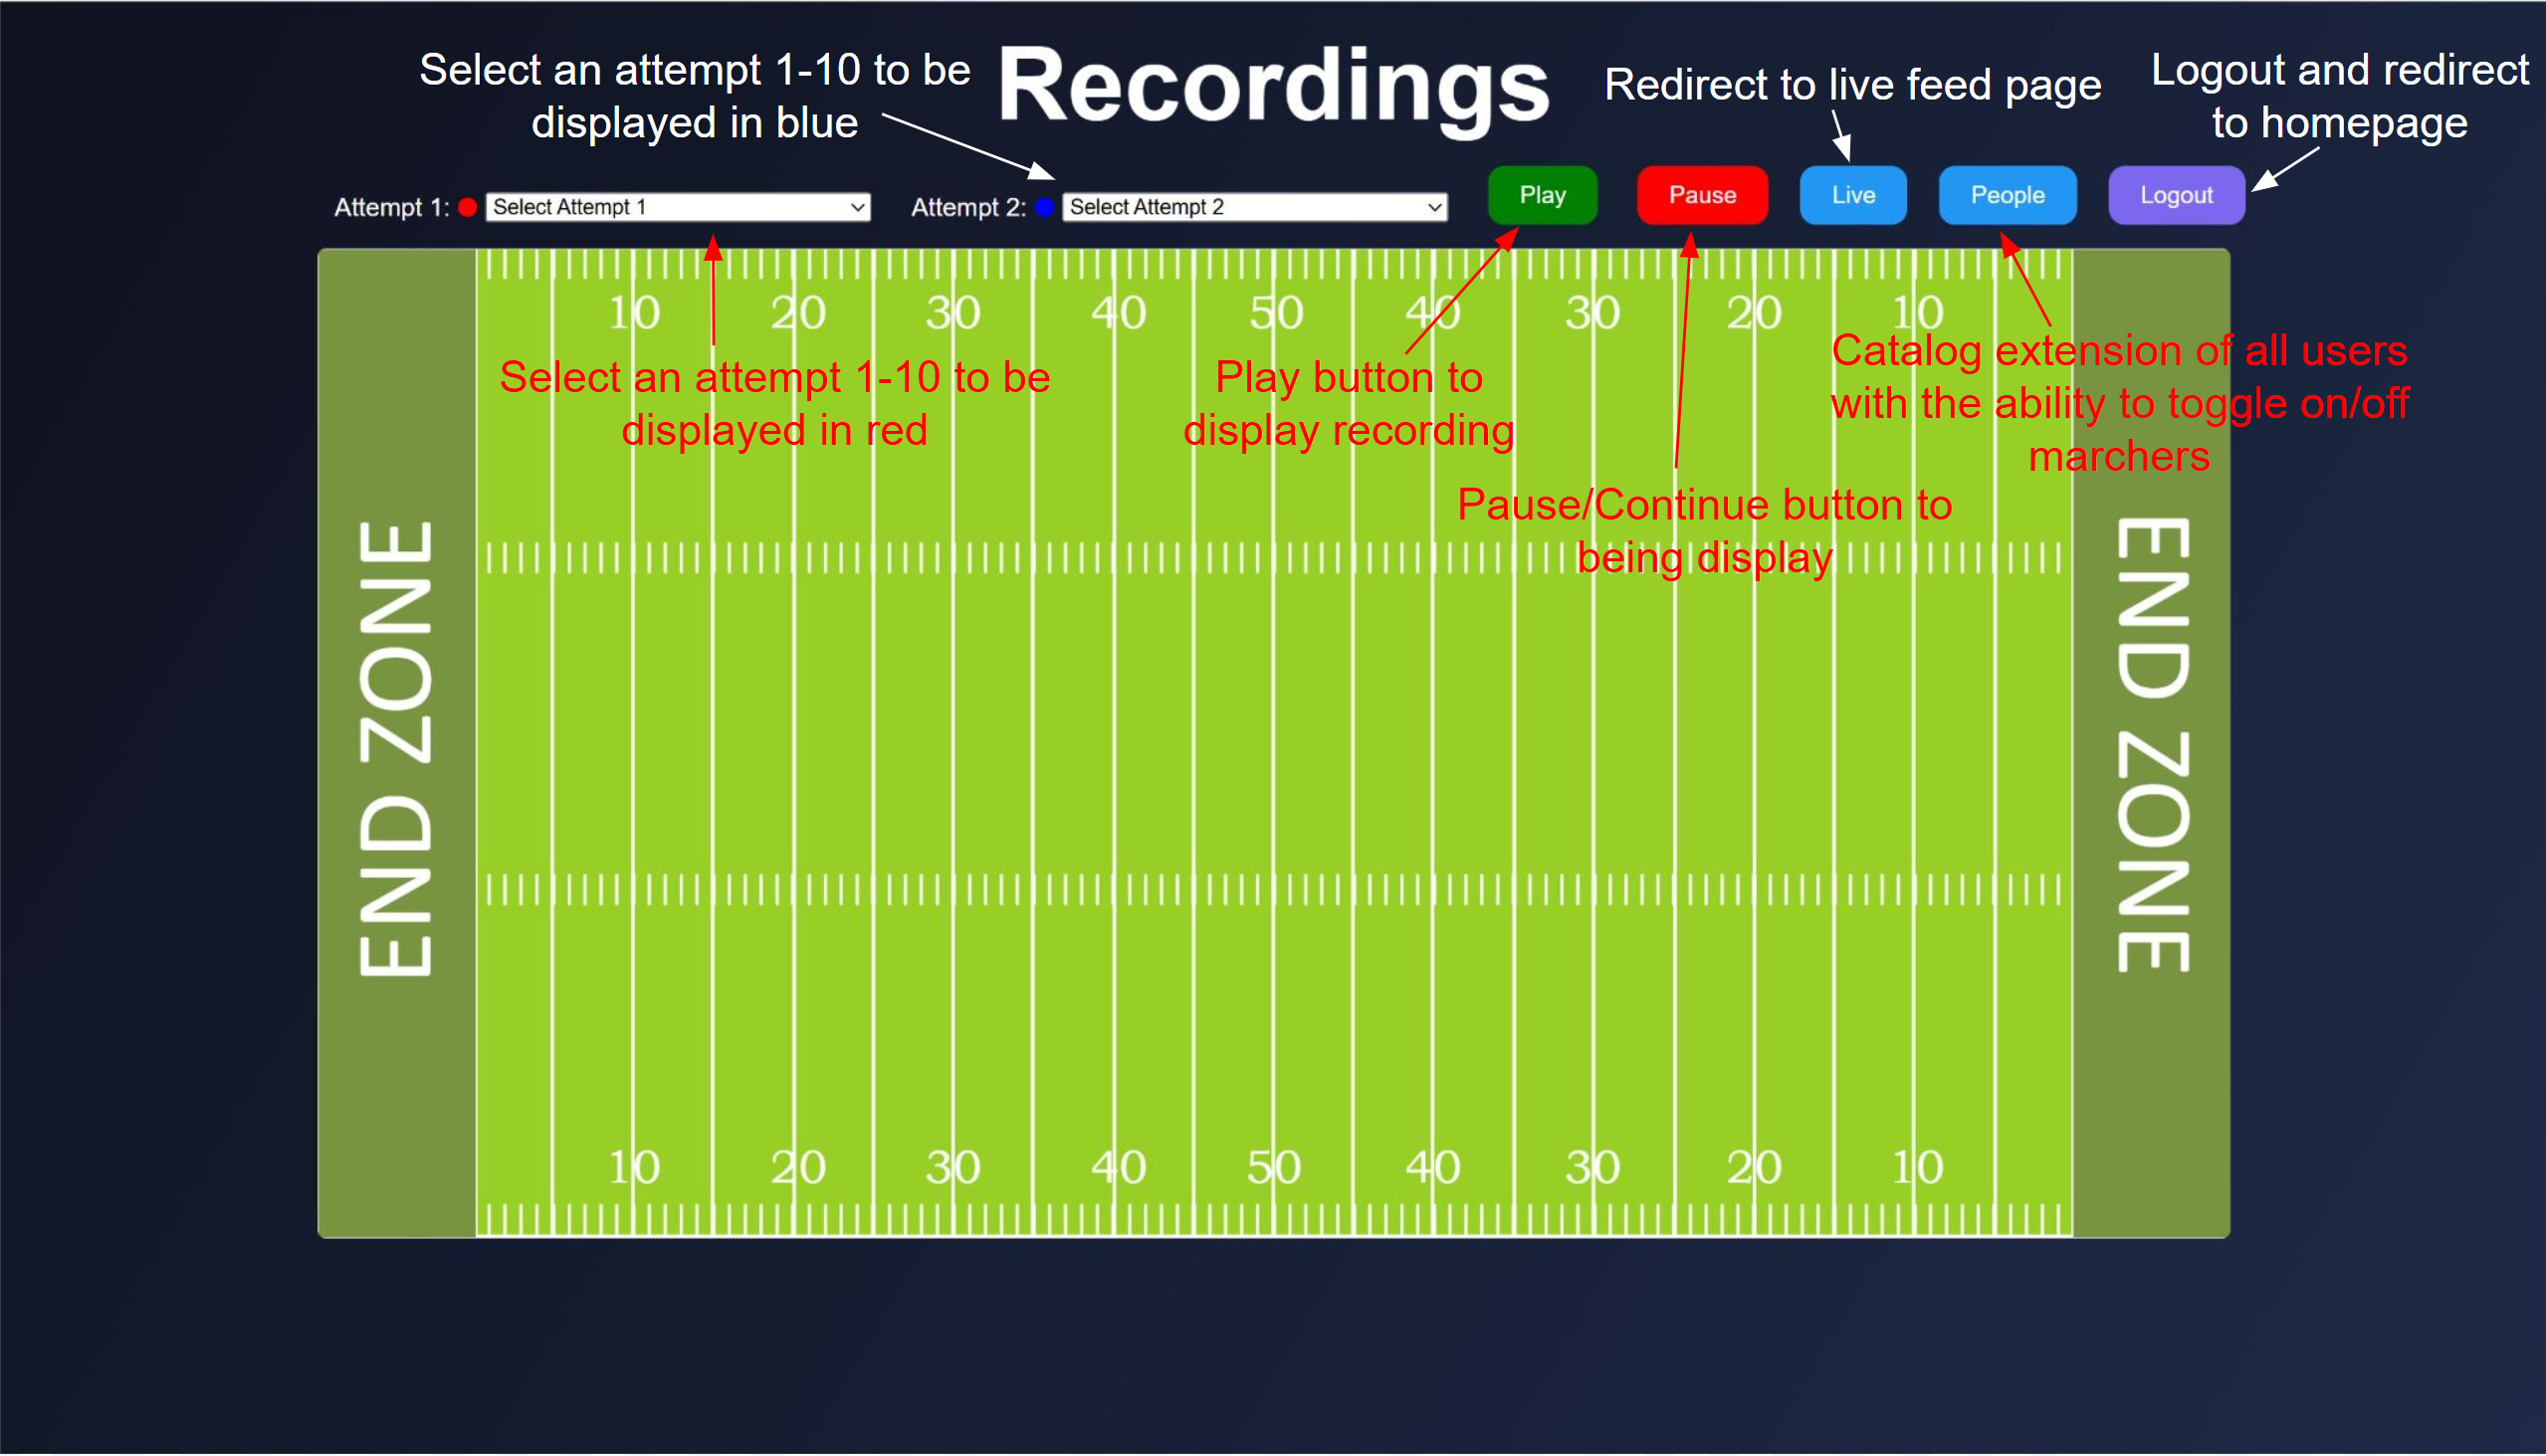 Select an attempt 1-10 to be
displayed in blue
Recordings
Redirect to live feed page
Logout and redirect
to homepage
Attempt 1:
Select Attempt 1
Attempt 2:
Select Attempt 2
Play
Pause
Live
People
Logout
10 20 30 40 50 40 30 20 10
Select an attempt 1-10 to be
displayed in red
Play button to
display recording
Catalog extension of all users
with the ability to toggle on/off
marchers
Pause/Continue button to
being display
END ZONE
END ZONE
10 20 30 40 50 40 30 20 10